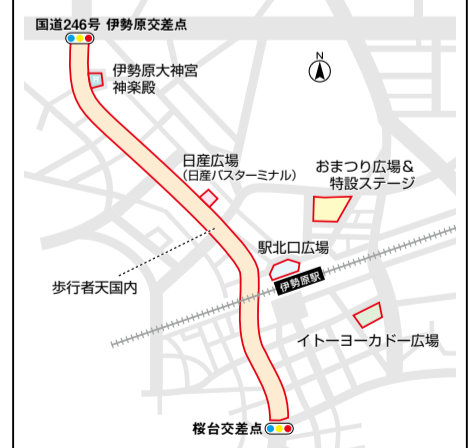 国道246号 伊勢原交差点
N
伊勢原大神宮
神楽殿
日産広場
（日産バスターミナル）
おまつり広場＆
特設ステージ
駅北口広場
伊勢原駅
歩行者天国内
イトーヨーカドー広場
桜台交差点